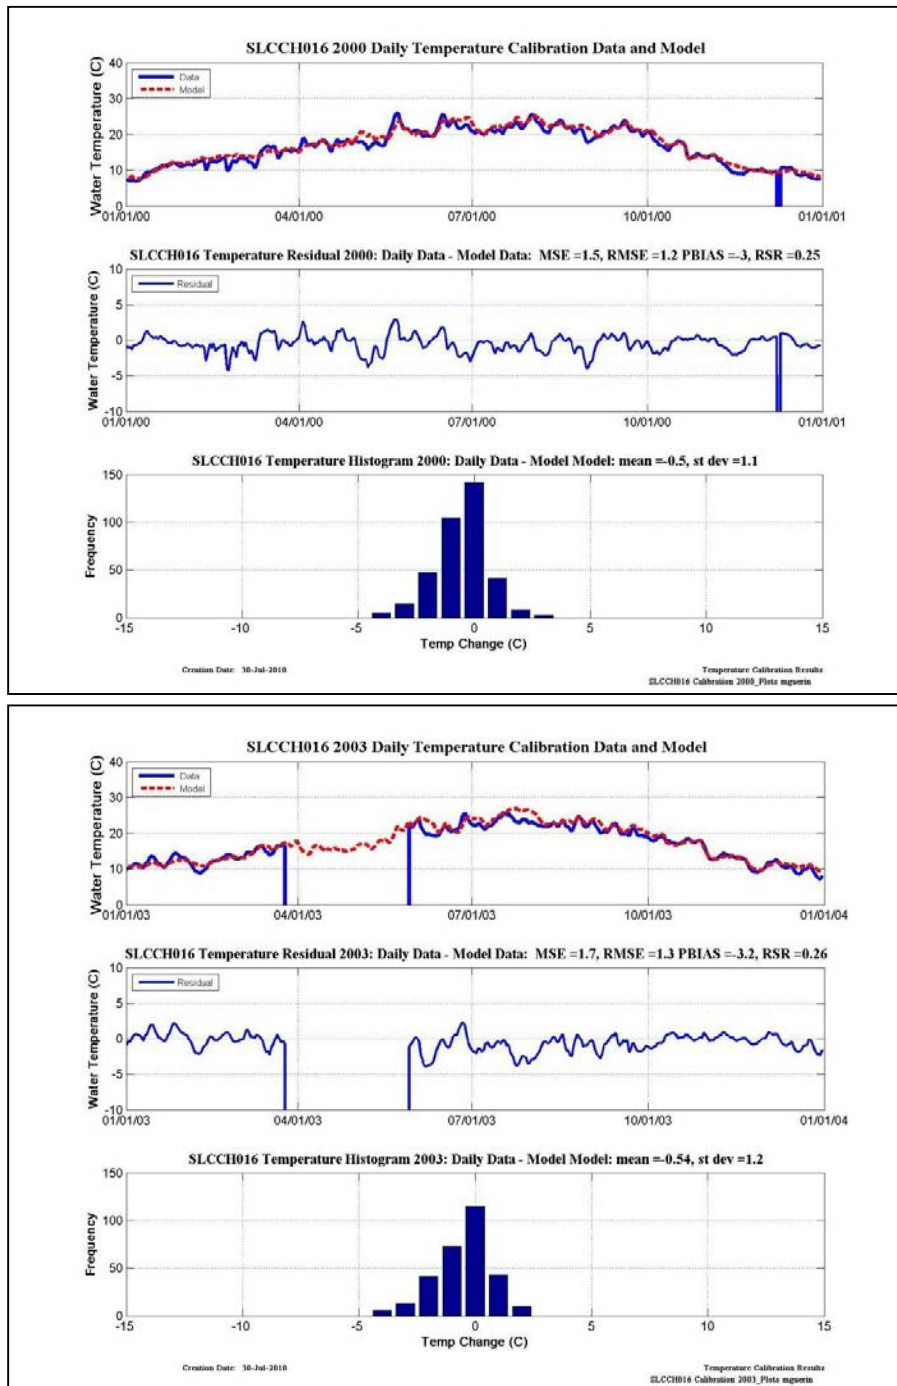 SLCCH016 2000 Daily Temperature Calibration Data and Model
40
30
20
10
0
Water Temperature (C)
Data
Model
01/01/00 04/01/00 07/01/00 10/01/00 01/01/01
SLCCH016 Temperature Residual 2000: Daily Data - Model Data: MSE =1.5, RMSE =1.2 PBIAS =-3, RSR =0.25
10
5
0
-5
-10
Water Temperature (C)
Residual
01/01/00 04/01/00 07/01/00 10/01/00 01/01/01
SLCCH016 Temperature Histogram 2000: Daily Data - Model Model: mean =-0.5, st dev =1.1
150
100
50
0
Frequency
-15 -10 -5 0 5 10 15
Temp Change (C)
Creation Date: 30-Jul-2010
Temperature Calibration Results
SLCCH016 Calibration 2000_Plots mguerin
SLCCH016 2003 Daily Temperature Calibration Data and Model
40
30
20
10
0
Water Temperature (C)
Data
Model
01/01/03 04/01/03 07/01/03 10/01/03 01/01/04
SLCCH016 Temperature Residual 2003: Daily Data - Model Data: MSE =1.7, RMSE =1.3 PBIAS =-3.2, RSR =0.26
10
5
0
-5
-10
Water Temperature (C)
Residual
01/01/03 04/01/03 07/01/03 10/01/03 01/01/04
SLCCH016 Temperature Histogram 2003: Daily Data - Model Model: mean =-0.54, st dev =1.2
150
100
50
0
Frequency
-15 -10 -5 0 5 10 15
Temp Change (C)
Creation Date: 30-Jul-2010
Temperature Calibration Results
SLCCH016 Calibration 2003_Plots mguerin